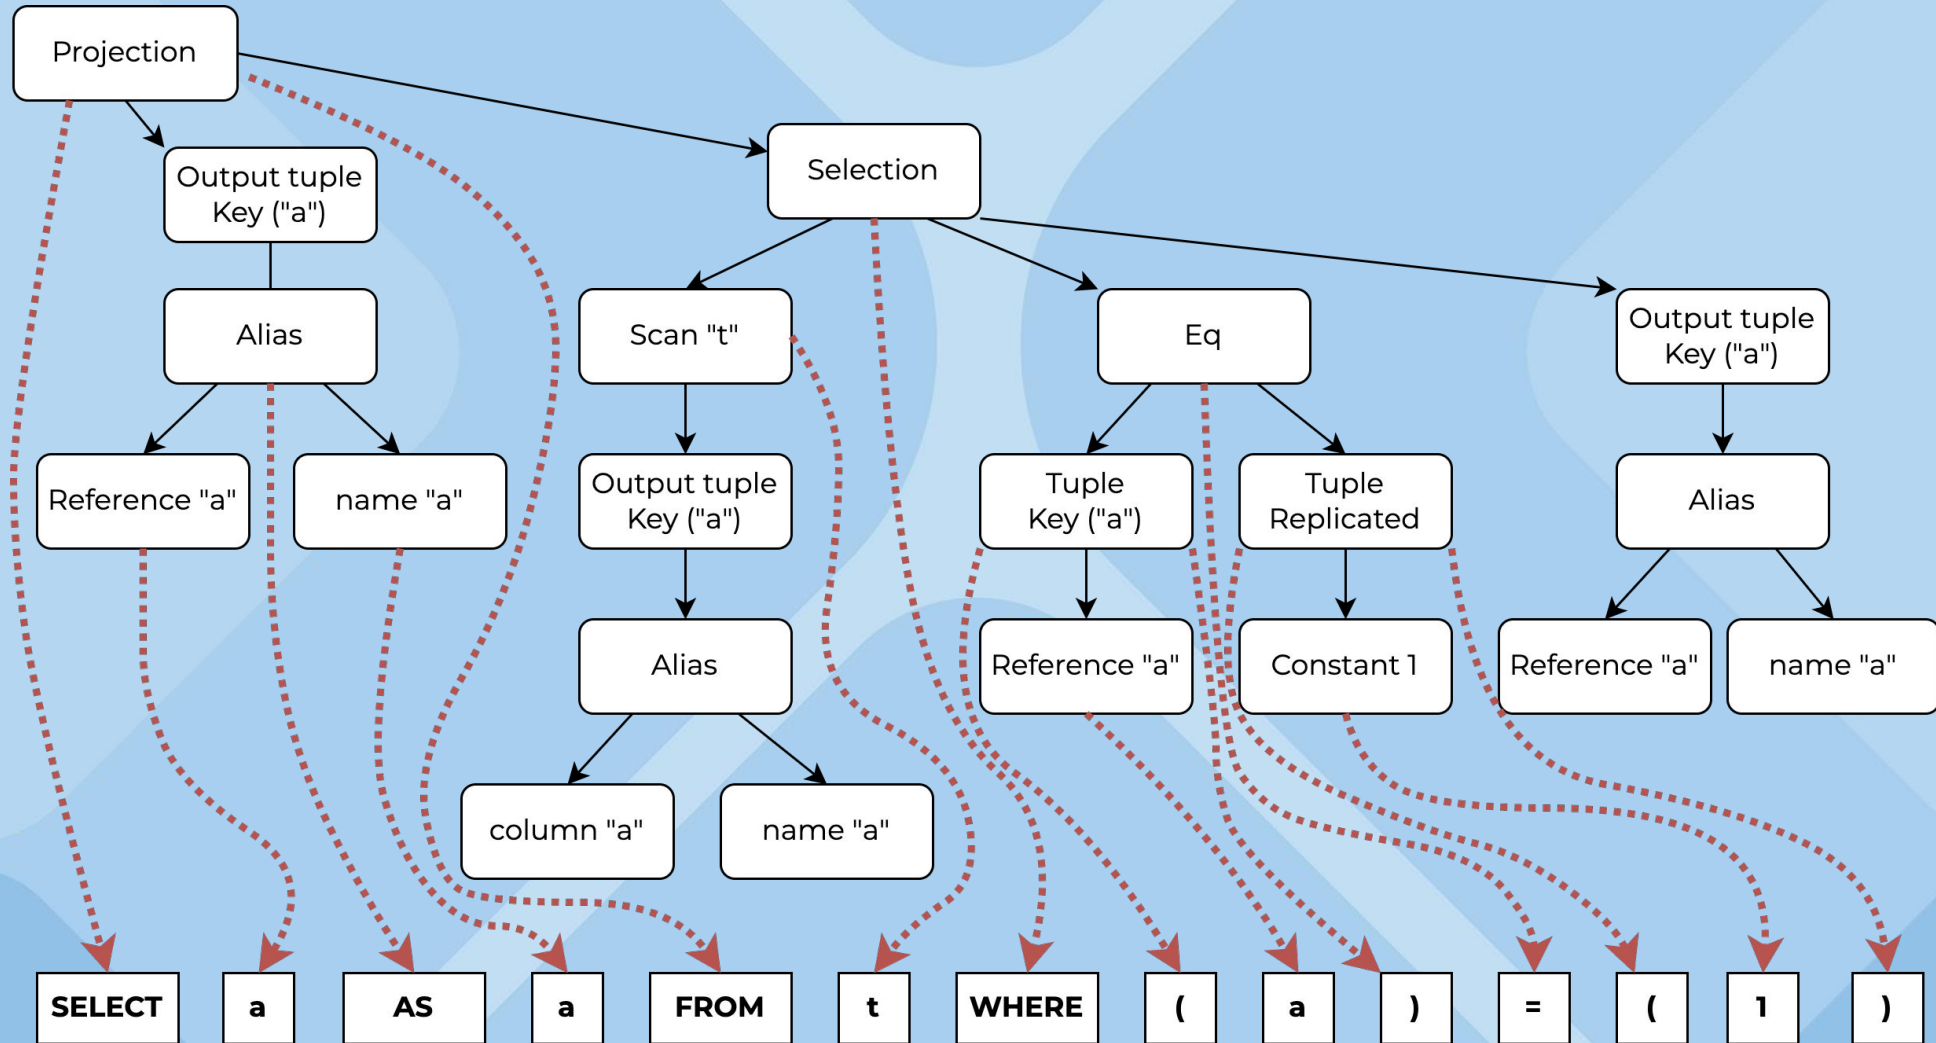 Projection
Selection
Output tuple
Key ("a")
Alias
Scan "t"
Eq
Output tuple
Key ("a")
Reference "a"
name "a"
Output tuple
Key ("a")
Tuple
Key ("a")
Tuple
Replicated
Alias
Alias
Reference "a"
Constant 1
Reference "a"
name "a"
column "a"
name "a"
SELECT a AS a FROM t WHERE ( a ) = ( 1 )